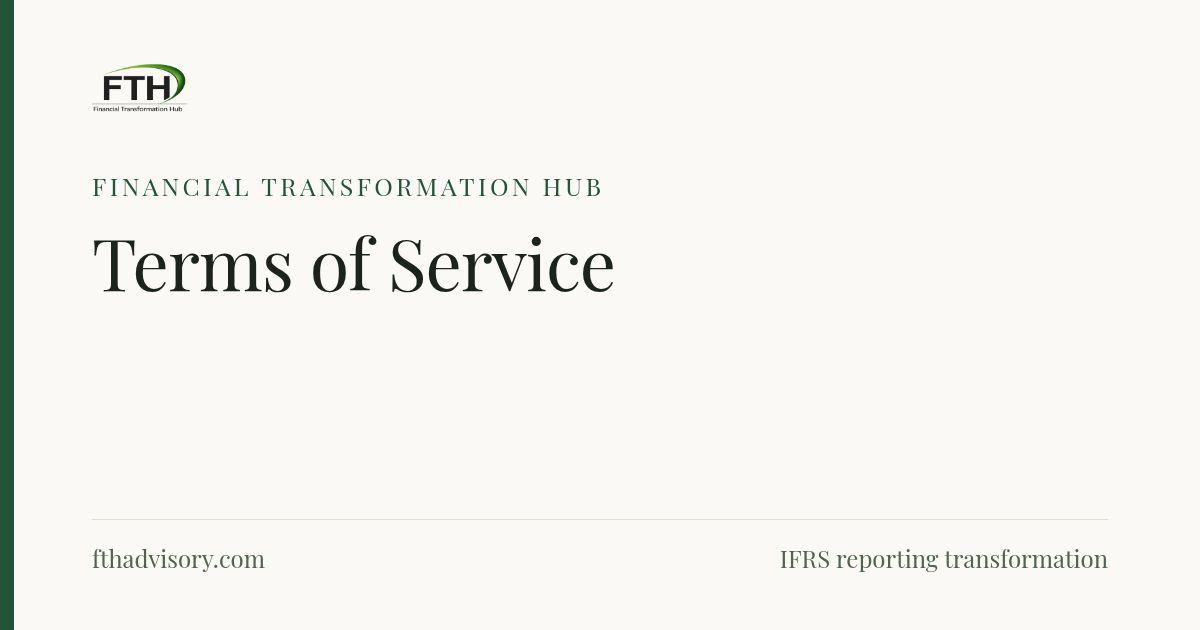 FTH
Financial Transformation Hub
FINANCIAL TRANSFORMATION HUB
Terms of Service
fthadvisory.com
IFRS reporting transformation